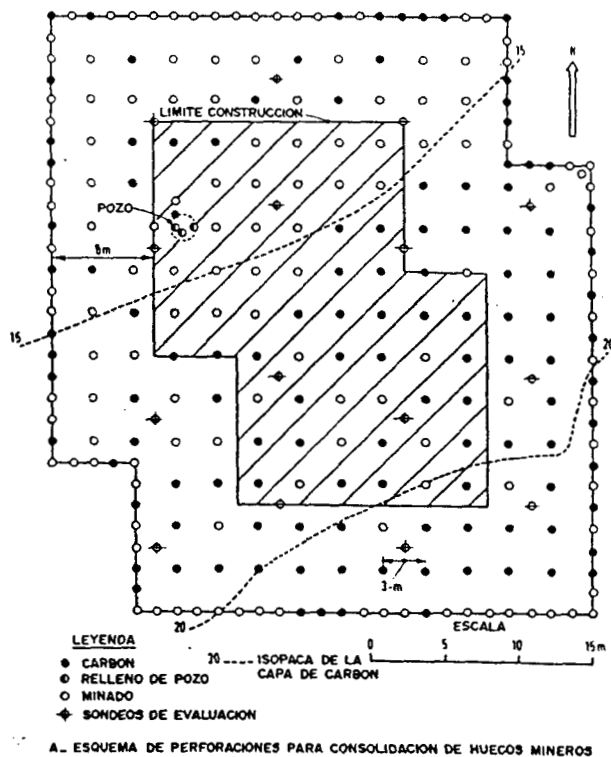 15
N
LIMITE CONSTRUCCION
POZO
8m
15
20
3-m
20
LEYENDA
CARBON
RELLENO DE POZO
MINADO
SONDEOS DE EVALUACION
20 ISOPACA DE LA
CAPA DE CARBON
ESCALA
0 5 10 15 m
A_ ESQUEMA DE PERFORACIONES PARA CONSOLIDACION DE HUECOS MINEROS